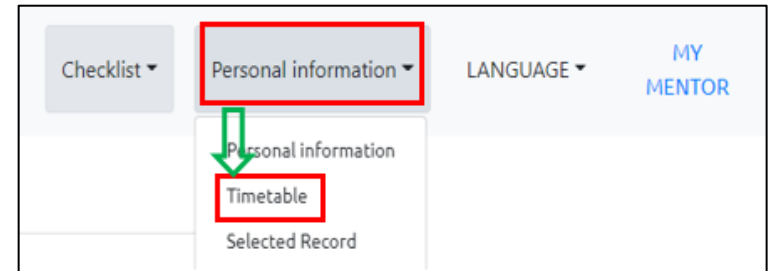 Checklist
Personal information
LANGUAGE
MY
MENTOR
Personal information
Timetable
Selected Record